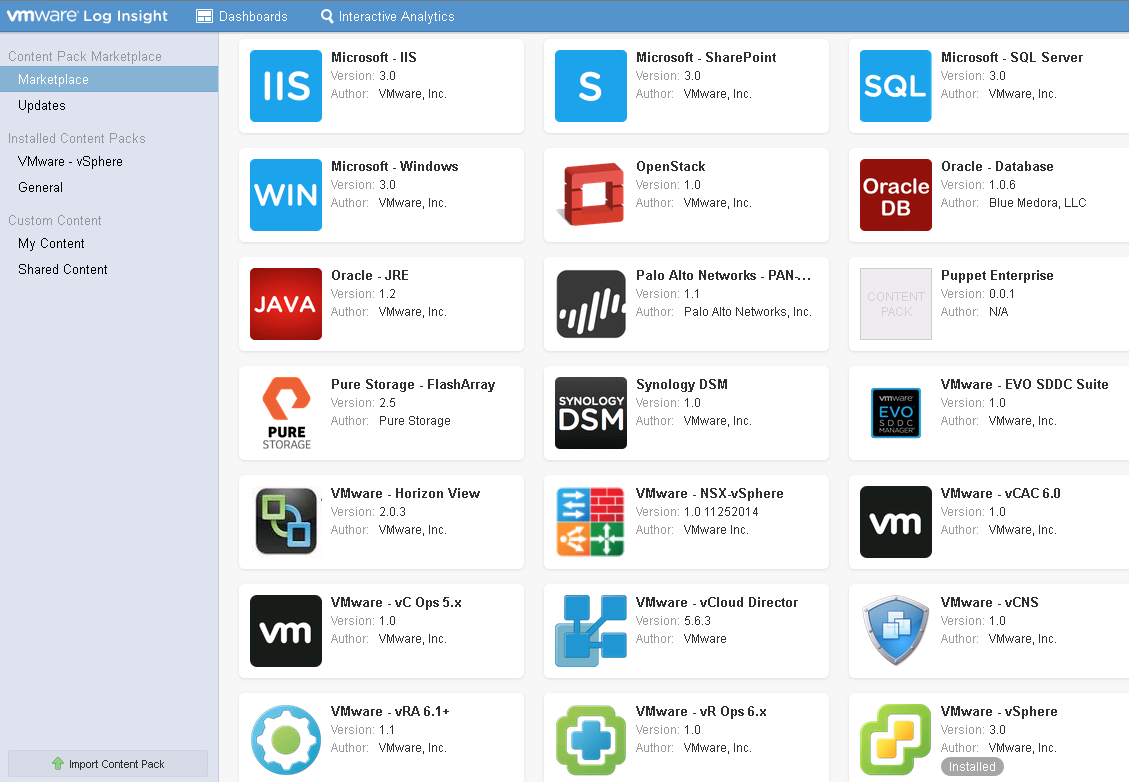 vmware Log Insight Dashboards Interactive Analytics
Content Pack Marketplace
Marketplace
Updates
Installed Content Packs
VMware - vSphere
General
Custom Content
My Content
Shared Content
Import Content Pack
IIS
Microsoft - IIS
Version: 3.0
Author: VMware, Inc.
S
Microsoft - SharePoint
Version: 3.0
Author: VMware, Inc.
SQL
Microsoft - SQL Server
Version: 3.0
Author: VMware, Inc.
WIN
Microsoft - Windows
Version: 3.0
Author: VMware, Inc.
OpenStack
Version: 1.0
Author: VMware, Inc.
Oracle
DB
Oracle - Database
Version: 1.0.6
Author: Blue Medora, LLC
JAVA
Oracle - JRE
Version: 1.2
Author: VMware, Inc.
Palo Alto Networks - PAN-...
Version: 1.1
Author: Palo Alto Networks, Inc.
CONTENT
PACK
Puppet Enterprise
Version: 0.0.1
Author: N/A
PURE
STORAGE
Pure Storage - FlashArray
Version: 2.5
Author: Pure Storage
SYNOLOGY
DSM
Synology DSM
Version: 1.0
Author: VMware, Inc.
vmware
EVO
SDDC
MANAGER
VMware - EVO SDDC Suite
Version: 1.0
Author: VMware, Inc.
VMware - Horizon View
Version: 2.0.3
Author: VMware, Inc.
VMware - NSX-vSphere
Version: 1.0 11252014
Author: VMware Inc.
vm
VMware - vCAC 6.0
Version: 1.0
Author: VMware, Inc.
vm
VMware - vC Ops 5.x
Version: 1.0
Author: VMware, Inc.
VMware - vCloud Director
Version: 5.6.3
Author: VMware
VMware - vCNS
Version: 1.0
Author: VMware, Inc.
VMware - vRA 6.1+
Version: 1.1
Author: VMware, Inc.
VMware - vR Ops 6.x
Version: 1.0
Author: VMware, Inc.
VMware - vSphere
Version: 3.0
Author: VMware, Inc.
Installed